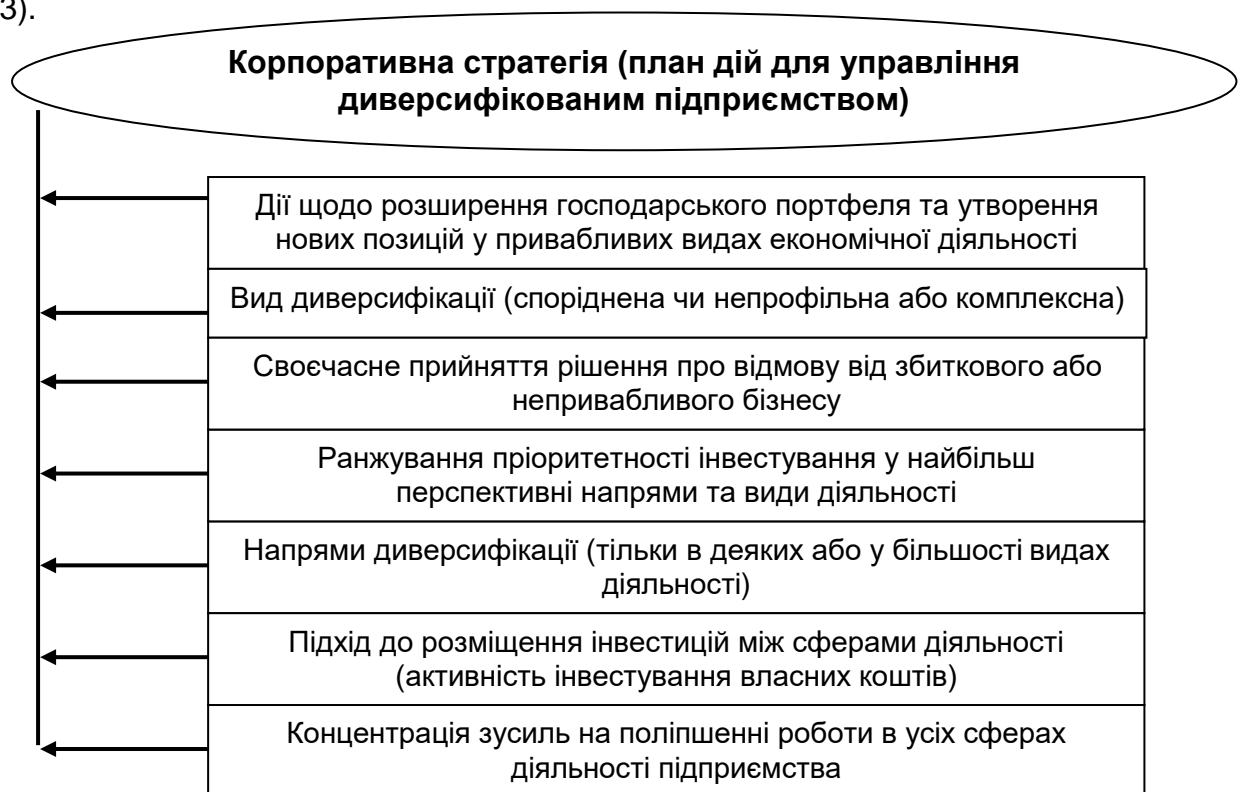 3).
Корпоративна стратегія (план дій для управління
диверсифікованим підприємством)
Дії щодо розширення господарського портфеля та утворення
нових позицій у привабливих видах економічної діяльності
Вид диверсифікації (споріднена чи непрофільна або комплексна)
Своєчасне прийняття рішення про відмову від збиткового або
непривабливого бізнесу
Ранжування пріоритетності інвестування у найбільш
перспективні напрями та види діяльності
Напрями диверсифікації (тільки в деяких або у більшості видах
діяльності)
Підхід до розміщення інвестицій між сферами діяльності
(активність інвестування власних коштів)
Концентрація зусиль на поліпшенні роботи в усіх сферах
діяльності підприємства